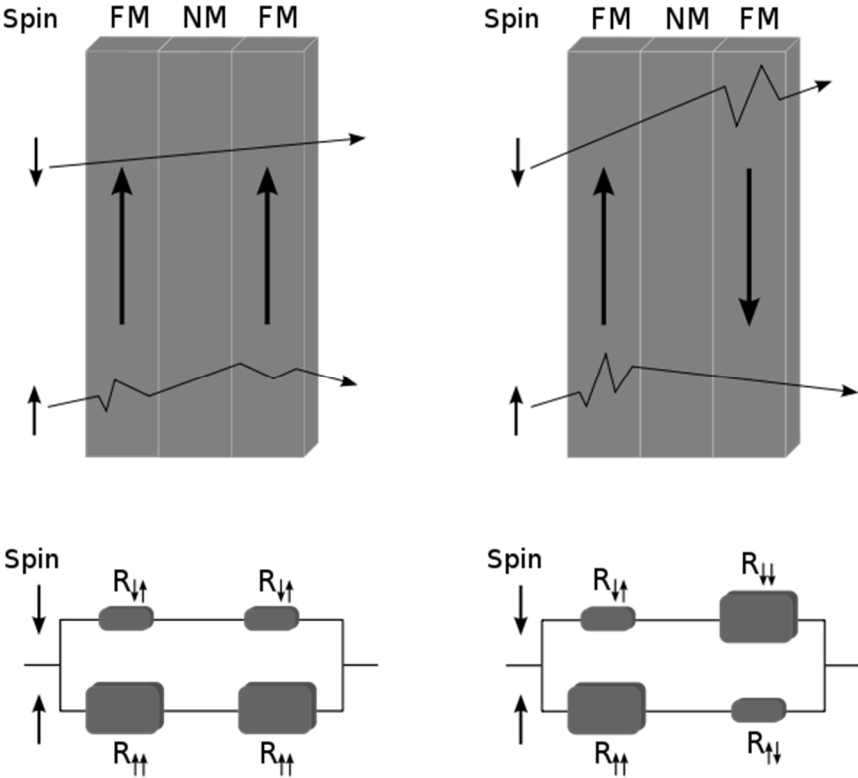 Spin FM NM FM
Spin FM NM FM
Spin
R↓↑ R↓↑
R↑↑ R↑↑
Spin
R↓↑ R↓↓
R↑↑ R↑↓